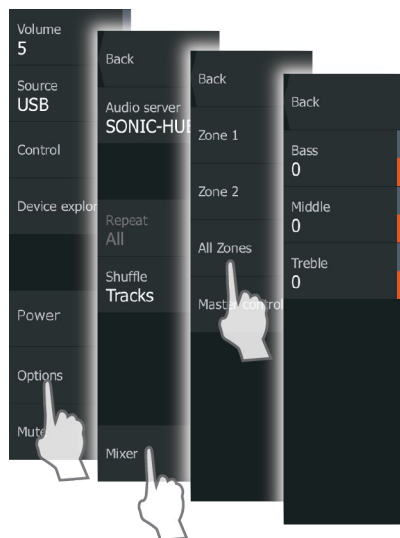 Volume
5
Source
USB
Control
Device explor
Power
Options
Mute
Back
Audio server
SONIC-HUB
Repeat
All
Shuffle
Tracks
Mixer
Back
Zone 1
Zone 2
All Zones
Master control
Back
Bass
0
Middle
0
Treble
0